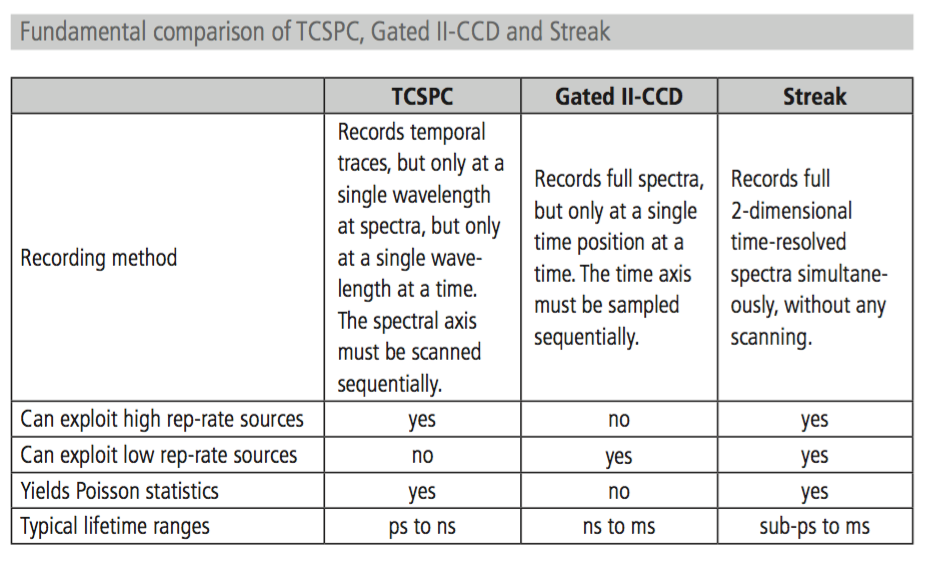 Fundamental comparison of TCSPC, Gated II-CCD and Streak
TCSPC Gated II-CCD Streak
Recording method
Records temporal
traces, but only at a
single wavelength
at spectra, but only
at a single wave-
length at a time.
The spectral axis
must be scanned
sequentially.
Records full spectra,
but only at a single
time position at a
time. The time axis
must be sampled
sequentially.
Records full
2-dimensional
time-resolved
spectra simultane-
ously, without any
scanning.
Can exploit high rep-rate sources yes no yes
Can exploit low rep-rate sources no yes yes
Yields Poisson statistics yes no yes
Typical lifetime ranges ps to ns ns to ms sub-ps to ms